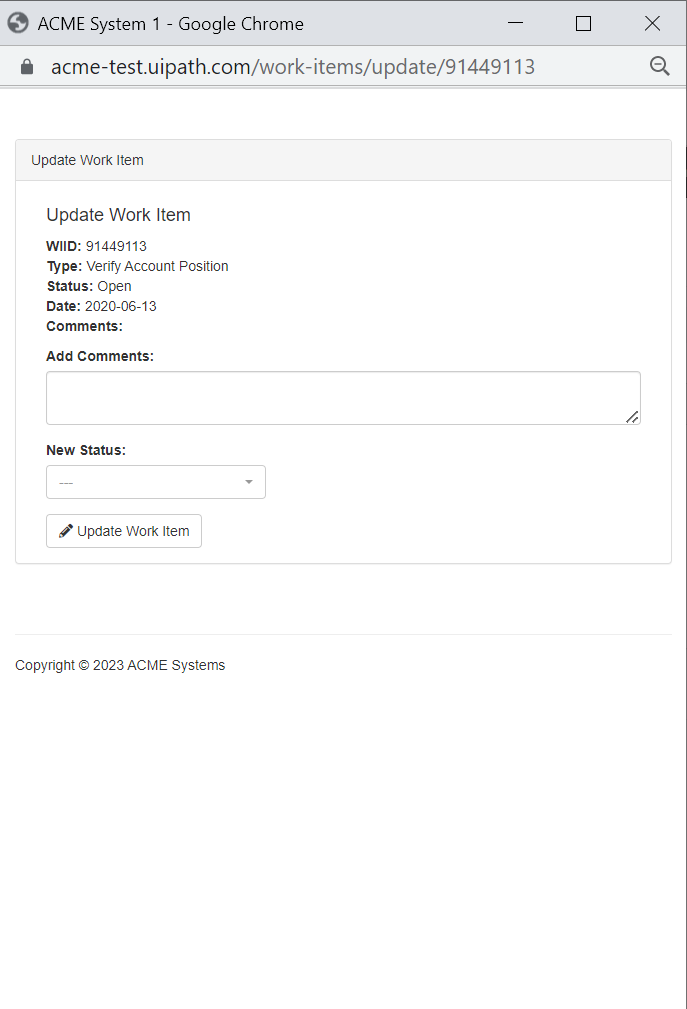 ACME System 1 - Google Chrome
acme-test.uipath.com/work-items/update/91449113
Update Work Item
Update Work Item
WIID: 91449113
Type: Verify Account Position
Status: Open
Date: 2020-06-13
Comments:
Add Comments:
New Status:
---
Update Work Item
Copyright © 2023 ACME Systems